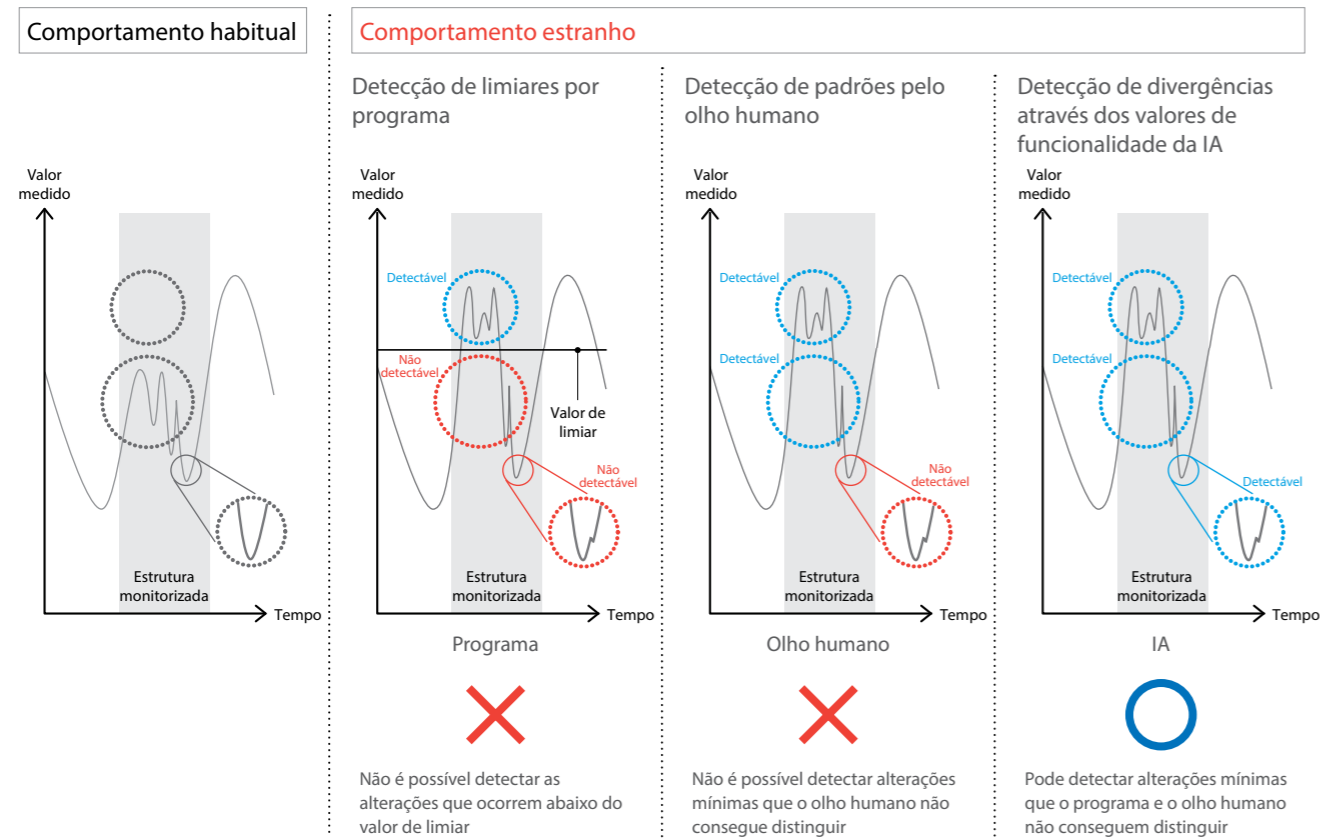 Comportamento habitual
Valor
medido
Estrutura
monitorizada
Tempo
Comportamento estranho
Detecção de limiares por
programa
Valor
medido
Detectável
Não
detectável
Valor de
limiar
Não
detectável
Estrutura
monitorizada
Tempo
Programa
Não é possível detectar as
alterações que ocorrem abaixo do
valor de limiar
Detecção de padrões pelo
olho humano
Valor
medido
Detectável
Detectável
Não
detectável
Estrutura
monitorizada
Tempo
Olho humano
Não é possível detectar alterações
mínimas que o olho humano não
consegue distinguir
Detecção de divergências
através dos valores de
funcionalidade da IA
Valor
medido
Detectável
Detectável
Detectável
Estrutura
monitorizada
Tempo
IA
Pode detectar alterações mínimas
que o programa e o olho humano
não conseguem distinguir